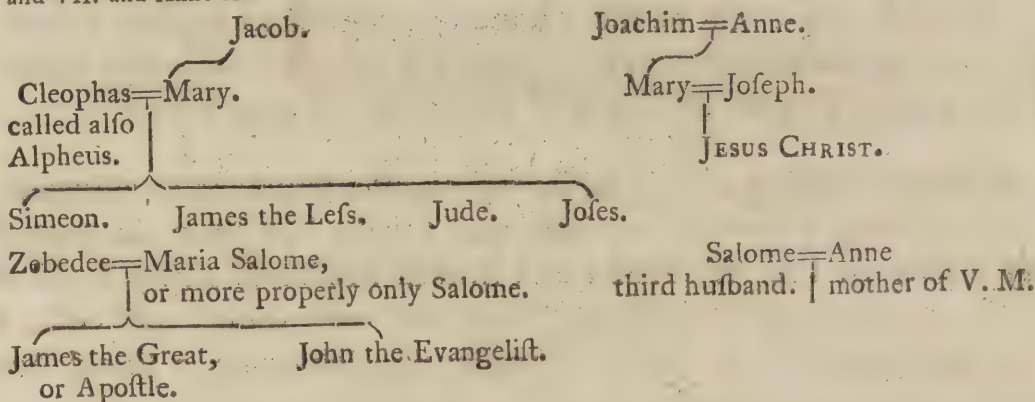 Jacob.
Joachim Anne.
Cleophas Mary.
called alſo
Alpheus.
Mary Joſeph.
JESUS CHRIST.
Simeon. James the Leſs. Jude. Joſes.
Zebedee Maria Salome,
or more properly only Salome.
Salome Anne
third huſband. mother of V. M.
James the Great,
or Apoſtle.
John the Evangeliſt.